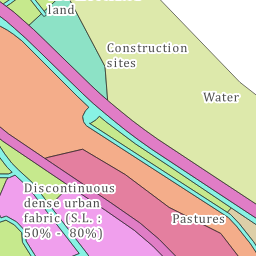 land
Construction
sites
Water
Discontinuous
dense urban
fabric (S.L. :
50% - 80%)
Pastures